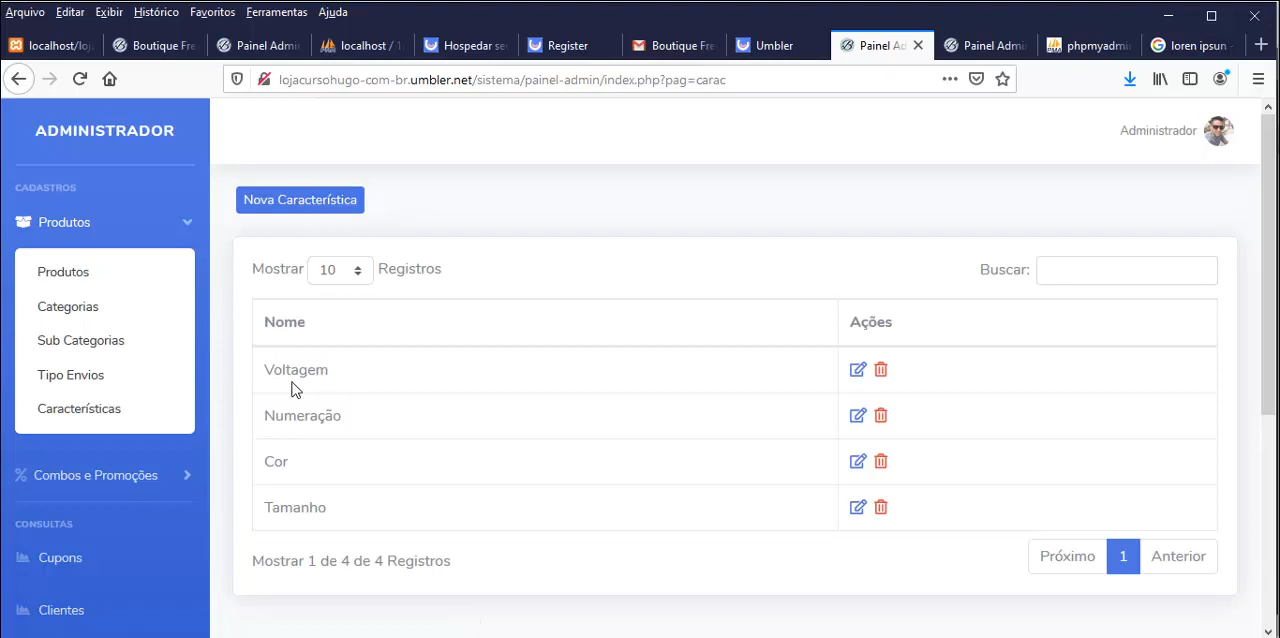 Arquivo Editar Exibir Histórico Favoritos Ferramentas Ajuda
localhost/loj Boutique Fre Painel Admi localhost / 1 Hospedar se Register Boutique Fre Umbler Painel Ad Painel Admi phpmyadmi loren ipsun
lojacursohugo-com-br.umbler.net/sistema/painel-admin/index.php?pag=carac
ADMINISTRADOR
Administrador
CADASTROS
Produtos
Produtos
Categorias
Sub Categorias
Tipo Envios
Características
Combos e Promoções
CONSULTAS
Cupons
Clientes
Nova Característica
Mostrar 10 Registros
Buscar:
Nome Ações
Voltagem
Numeração
Cor
Tamanho
Mostrar 1 de 4 de 4 Registros
Próximo 1 Anterior